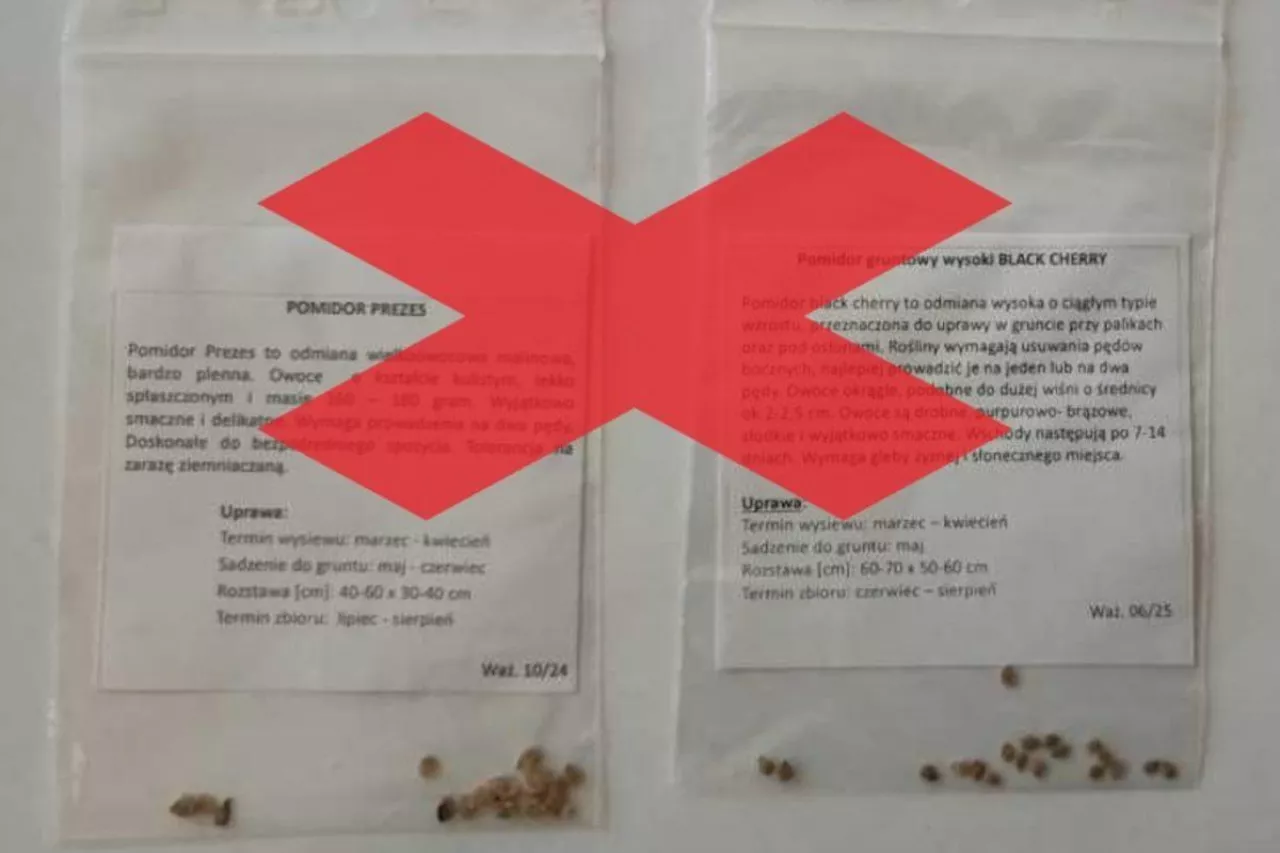 POMIDOR PREZES
Pomidor Prezes to odmiana wielkoowocowa malinowa,
bardzo plenna. Owoce o kształcie kulistym, lekko
spłaszczonym i masie 160 – 180 gram. Wyjątkowo
smaczne i delikatne. Wymaga prowadzenia na dwa pędy.
Doskonałe do bezpośredniego spożycia. Tolerancja na
zarazę ziemniaczaną.
Uprawa:
Termin wysiewu: marzec - kwiecień
Sadzenie do gruntu: maj - czerwiec
Rozstawa [cm]: 40-60 x 30-40 cm
Termin zbioru: lipiec - sierpień
Waż. 10/24
Pomidor gruntowy wysoki BLACK CHERRY
Pomidor black cherry to odmiana wysoka o ciągłym typie
wzrostu, przeznaczona do uprawy w gruncie przy palikach
oraz pod osłonami. Rośliny wymagają usuwania pędów
bocznych, najlepiej prowadzić je na jeden lub na dwa
pędy. Owoce okrągłe, podobne do dużej wiśni o średnicy
ok 2-2,5 cm. Owoce są drobne, purpurowo- brązowe,
słodkie i wyjątkowo smaczne. Wschody następują po 7-14
dniach. Wymaga gleby żyznej i słonecznego miejsca.
Uprawa:
Termin wysiewu: marzec – kwiecień
Sadzenie do gruntu: maj
Rozstawa [cm]: 60-70 x 50-60 cm
Termin zbioru: czerwiec – sierpień
Waż. 06/25